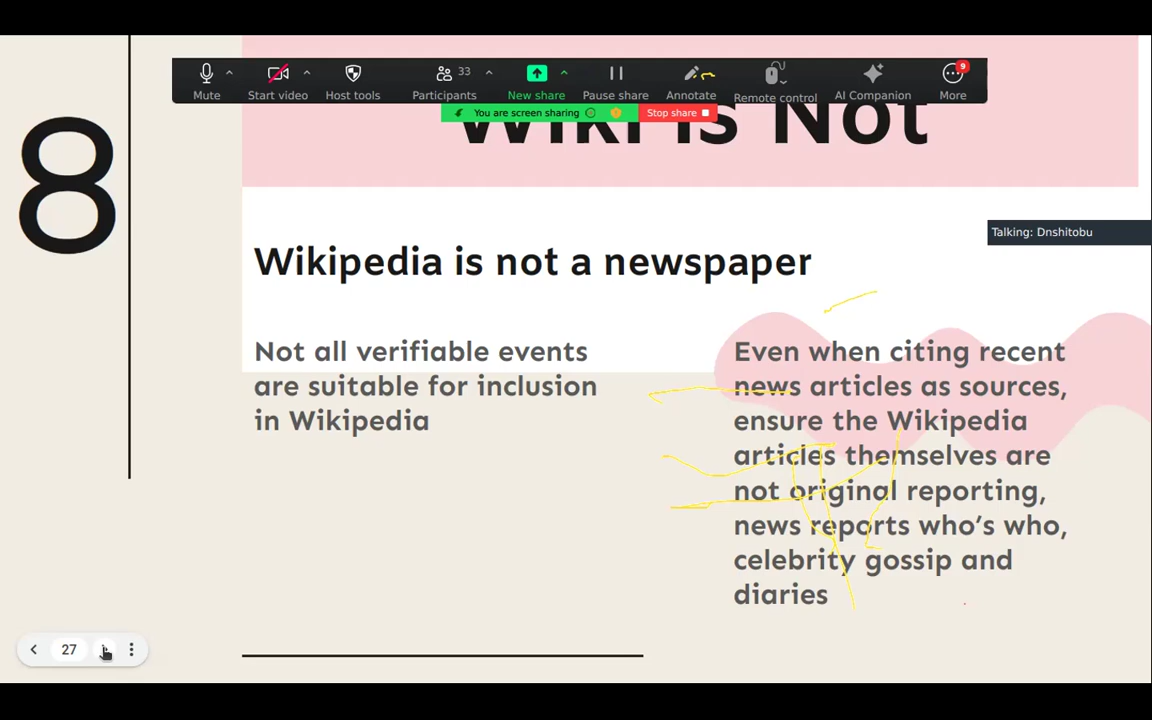 33
9
Mute
Start video
Host tools
Participants
New share
Pause share
Annotate
Remote control
AI Companion
More
You are screen sharing
Stop share
Wiki is Not
8
Talking: Dnshitobu
Wikipedia is not a newspaper
Not all verifiable events
are suitable for inclusion
in Wikipedia
Even when citing recent
news articles as sources,
ensure the Wikipedia
articles themselves are
not original reporting,
news reports who’s who,
celebrity gossip and
diaries
27